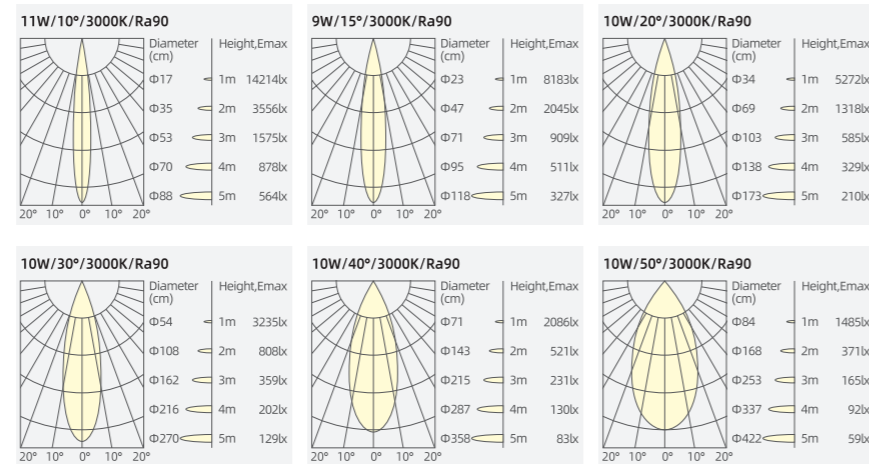 11W/10°/3000K/Ra90
Diameter (cm) Height,Emax
Φ17 1m 14214lx
Φ35 2m 3556lx
Φ53 3m 1575lx
Φ70 4m 878lx
Φ88 5m 564lx
20° 10° 0° 10° 20°
9W/15°/3000K/Ra90
Diameter (cm) Height,Emax
Φ23 1m 8183lx
Φ47 2m 2045lx
Φ71 3m 909lx
Φ95 4m 511lx
Φ118 5m 327lx
20° 10° 0° 10° 20°
10W/20°/3000K/Ra90
Diameter (cm) Height,Emax
Φ34 1m 5272lx
Φ69 2m 1318lx
Φ103 3m 585lx
Φ138 4m 329lx
Φ173 5m 210lx
20° 10° 0° 10° 20°
10W/30°/3000K/Ra90
Diameter (cm) Height,Emax
Φ54 1m 3235lx
Φ108 2m 808lx
Φ162 3m 359lx
Φ216 4m 202lx
Φ270 5m 129lx
20° 10° 0° 10° 20°
10W/40°/3000K/Ra90
Diameter (cm) Height,Emax
Φ71 1m 2086lx
Φ143 2m 521lx
Φ215 3m 231lx
Φ287 4m 130lx
Φ358 5m 83lx
20° 10° 0° 10° 20°
10W/50°/3000K/Ra90
Diameter (cm) Height,Emax
Φ84 1m 1485lx
Φ168 2m 371lx
Φ253 3m 165lx
Φ337 4m 92lx
Φ422 5m 59lx
20° 10° 0° 10° 20°